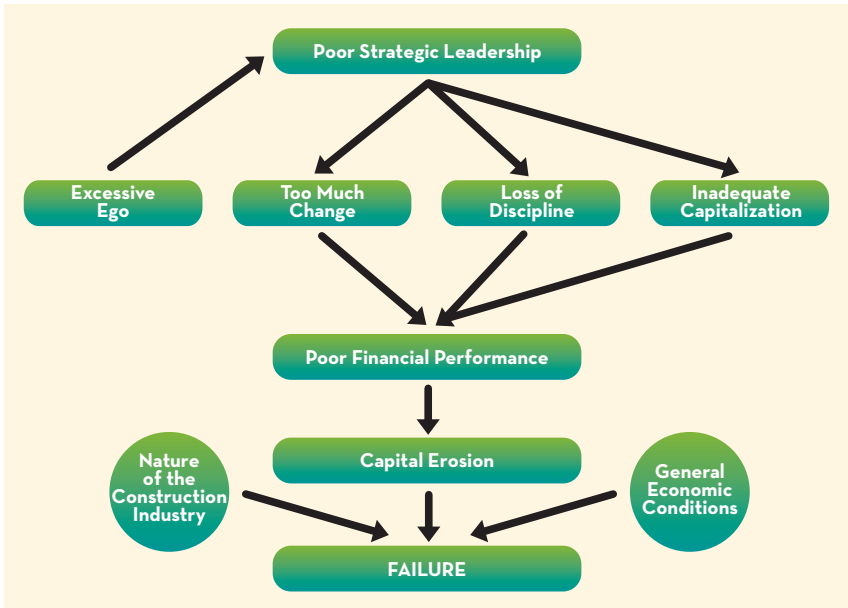 Poor Strategic Leadership
Excessive
Ego
Too Much
Change
Loss of
Discipline
Inadequate
Capitalization
Poor Financial Performance
Capital Erosion
Nature
of the
Construction
Industry
General
Economic
Conditions
FAILURE